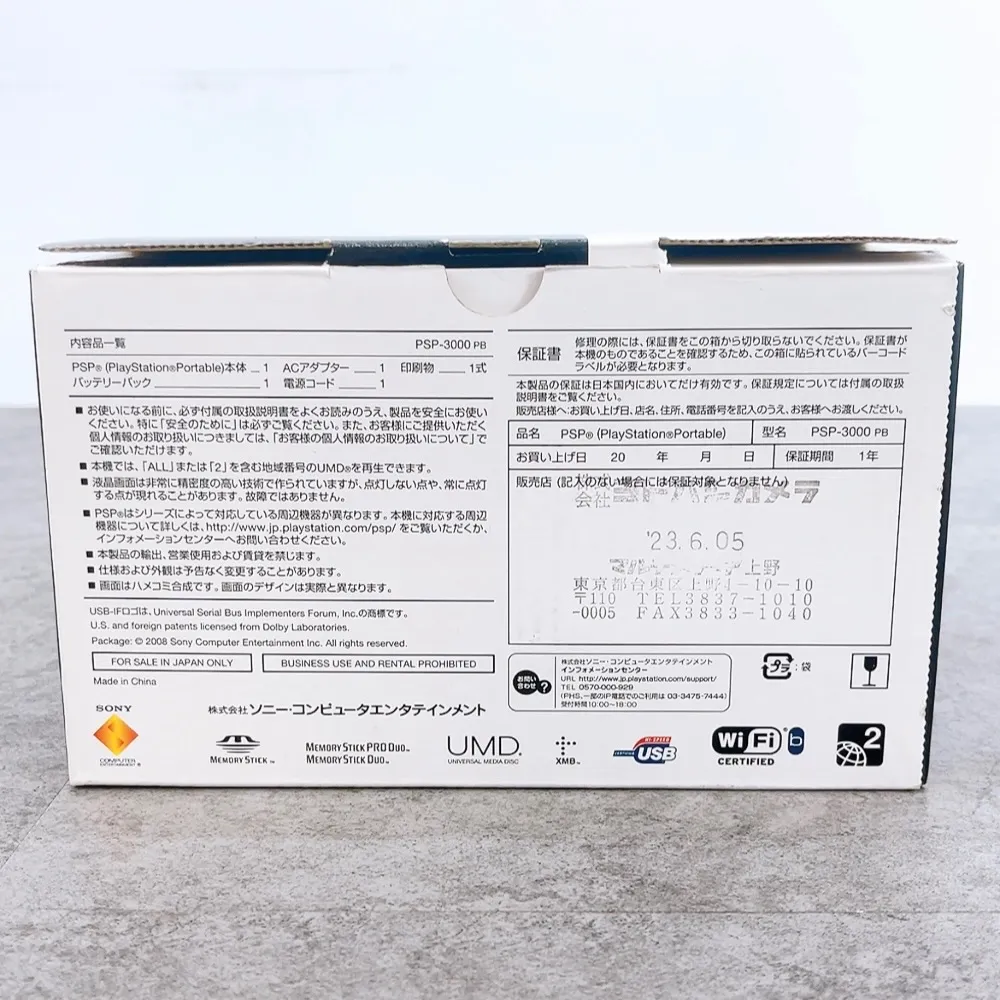 内容品一覧 PSP-3000 PB
PSP® (PlayStation®Portable)本体 1 ACアダプター 1 印刷物 1式
バッテリーパック 1 電源コード 1
■ お使いになる前に、必ず付属の取扱説明書をよくお読みのうえ、製品を安全にお使い
ください。特に「安全のために」は必ずご覧ください。また、お客様にご提供いただく
個人情報のお取り扱いにつきましては、「お客様の個人情報のお取り扱いについて」で
ご確認いただけます。
■ 本機では、「ALL」または「2」を含む地域番号のUMD®を再生できます。
■ 液晶画面は非常に精密度の高い技術で作られていますが、点灯しない点や、常に点灯
する点が現れることがあります。故障ではありません。
■ PSP®はシリーズによって対応している周辺機器が異なります。本機に対応する周辺
機器について詳しくは、http://www.jp.playstation.com/psp/ をご覧いただくか、
インフォメーションセンターへお問い合わせください。
■ 本製品の輸出、営業使用および賃貸を禁じます。
■ 仕様および外観は予告なく変更することがあります。
■ 画面はハメコミ合成です。画面のデザインは実際と異なります。
USB-IFロゴは、Universal Serial Bus Implementers Forum, Inc.の商標です。
U.S. and foreign patents licensed from Dolby Laboratories.
Package: © 2008 Sony Computer Entertainment Inc. All rights reserved.
FOR SALE IN JAPAN ONLY
BUSINESS USE AND RENTAL PROHIBITED
Made in China
保証書
修理の際には、保証書をこの箱から切り取らないでください。保証書が
本機のものであることを確認するため、この箱に貼られているバーコード
ラベルが必要となります。
本製品の保証は日本国内においてだけ有効です。保証規定については付属の取扱
説明書をご覧ください。
販売店様へ:お買い上げ日、店名、住所、電話番号を記入のうえ、お客様へお渡しください。
品名 PSP® (PlayStation®Portable) 型名 PSP-3000 PB
お買い上げ日 20 年 月 日 保証期間 1年
販売店 (記入のない場合には保証対象となりません)
会社ヨドバシカメラ
'23.6.05
上野
東京都台東区上野4-10-10
〒110 TEL3837-1010
-0005 FAX3833-1040
お問い合わせ?
株式会社ソニー・コンピュータエンタテインメント
インフォメーションセンター
URL http://www.jp.playstation.com/support/
TEL 0570-000-929
(PHS、一部のIP電話でのご利用は 03-3475-7444)
受付時間10:00~18:00
プラ : 袋
SONY
COMPUTER
ENTERTAINMENT ®
株式会社ソニー・コンピュータエンタテインメント
MEMORY STICK™
MEMORY STICK PRO DUO™
MEMORY STICK DUO™
UMD™
UNIVERSAL MEDIA DISC
XMB™
HI-SPEED
CERTIFIED USB
Wi Fi b
CERTIFIED
2